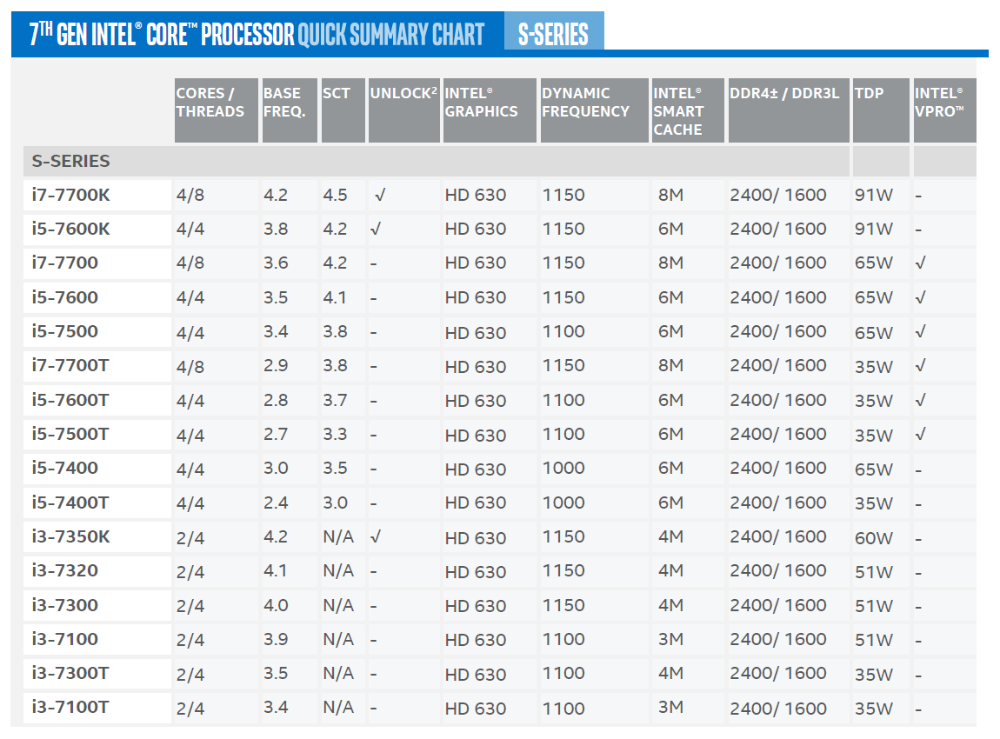 7TH GEN INTEL® CORE™ PROCESSOR QUICK SUMMARY CHART S-SERIES
CORES / THREADS BASE FREQ. SCT UNLOCK² INTEL® GRAPHICS DYNAMIC FREQUENCY INTEL® SMART CACHE DDR4± / DDR3L TDP INTEL® VPRO™
S-SERIES
i7-7700K 4/8 4.2 4.5 √ HD 630 1150 8M 2400/ 1600 91W -
i5-7600K 4/4 3.8 4.2 √ HD 630 1150 6M 2400/ 1600 91W -
i7-7700 4/8 3.6 4.2 - HD 630 1150 8M 2400/ 1600 65W √
i5-7600 4/4 3.5 4.1 - HD 630 1150 6M 2400/ 1600 65W √
i5-7500 4/4 3.4 3.8 - HD 630 1100 6M 2400/ 1600 65W √
i7-7700T 4/8 2.9 3.8 - HD 630 1150 8M 2400/ 1600 35W √
i5-7600T 4/4 2.8 3.7 - HD 630 1100 6M 2400/ 1600 35W √
i5-7500T 4/4 2.7 3.3 - HD 630 1100 6M 2400/ 1600 35W √
i5-7400 4/4 3.0 3.5 - HD 630 1000 6M 2400/ 1600 65W -
i5-7400T 4/4 2.4 3.0 - HD 630 1000 6M 2400/ 1600 35W -
i3-7350K 2/4 4.2 N/A √ HD 630 1150 4M 2400/ 1600 60W -
i3-7320 2/4 4.1 N/A - HD 630 1150 4M 2400/ 1600 51W -
i3-7300 2/4 4.0 N/A - HD 630 1150 4M 2400/ 1600 51W -
i3-7100 2/4 3.9 N/A - HD 630 1100 3M 2400/ 1600 51W -
i3-7300T 2/4 3.5 N/A - HD 630 1100 4M 2400/ 1600 35W -
i3-7100T 2/4 3.4 N/A - HD 630 1100 3M 2400/ 1600 35W -